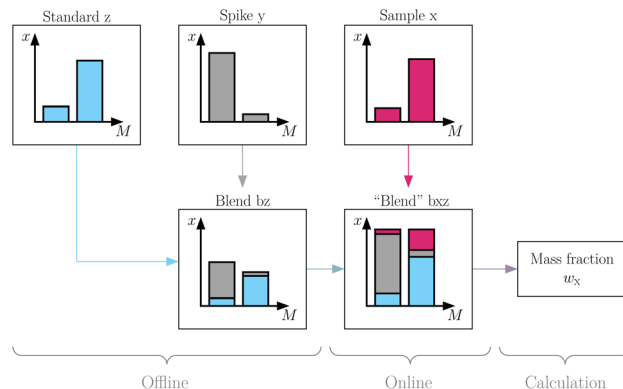 Standard z
Spike y
Sample x
x
M
x
M
x
M
Blend bz
“Blend” bxz
x
M
x
M
Mass fraction
wx
Offline
Online
Calculation